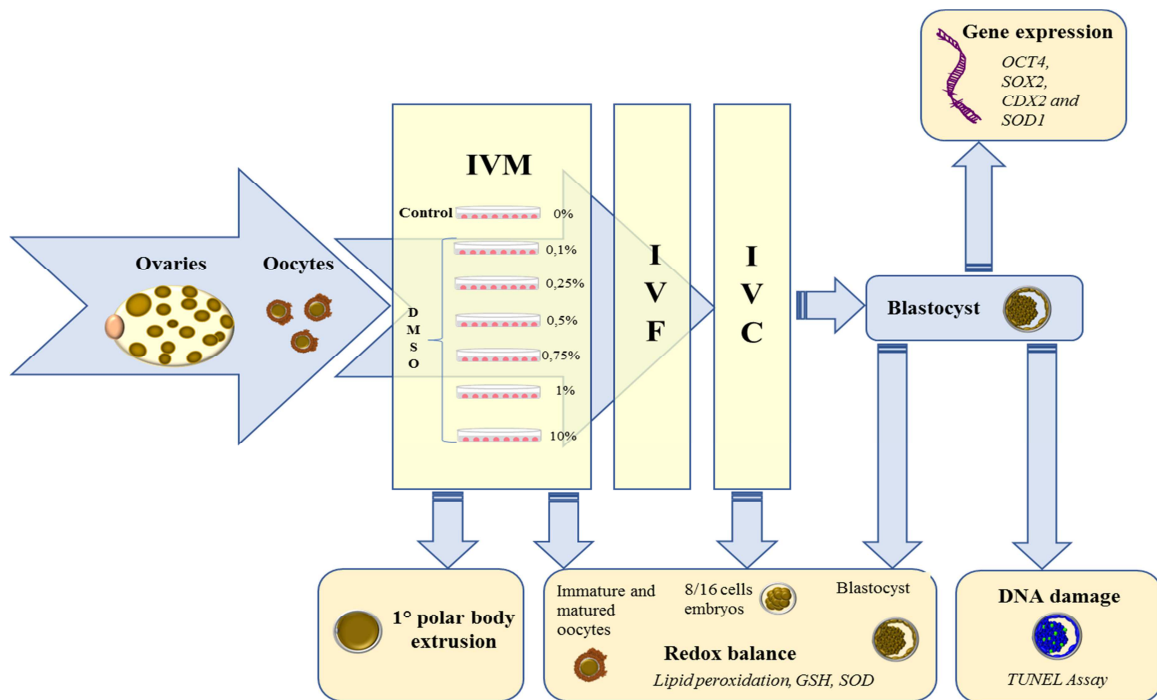 Gene expression
OCT4,
SOX2,
CDX2 and
SOD1
IVM
Control
0%
0,1%
0,25%
0,5%
0,75%
1%
10%
D
M
S
O
Ovaries
Oocytes
I
V
F
I
V
C
Blastocyst
1° polar body
extrusion
Immature and
matured
oocytes
8/16 cells
embryos
Blastocyst
Redox balance
Lipid peroxidation, GSH, SOD
DNA damage
TUNEL Assay